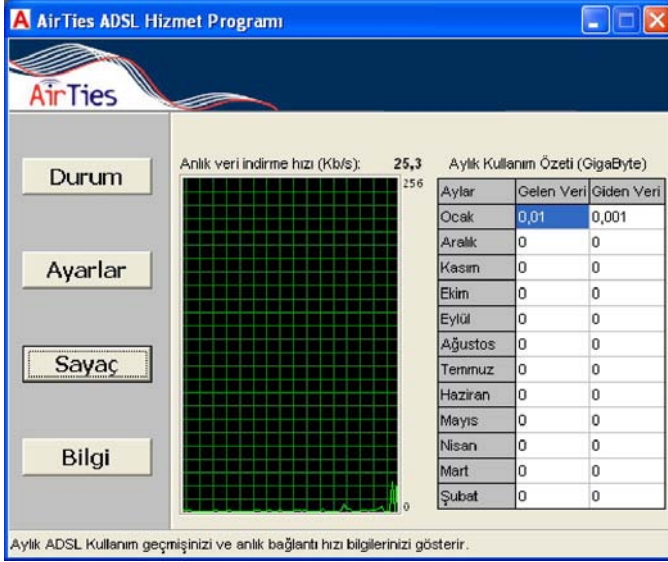 AirTies ADSL Hizmet Programı
AirTies
Durum
Ayarlar
Sayaç
Bilgi
Anlık veri indirme hızı (Kb/s): 25,3
256
0
Aylık Kullanım Özeti (GigaByte)
Aylar Gelen Veri Giden Veri
Ocak 0,01 0,001
Aralık 0 0
Kasım 0 0
Ekim 0 0
Eylül 0 0
Ağustos 0 0
Temmuz 0 0
Haziran 0 0
Mayıs 0 0
Nisan 0 0
Mart 0 0
Şubat 0 0
Aylık ADSL Kullanım geçmişinizi ve anlık bağlantı hızı bilgilerinizi gösterir.